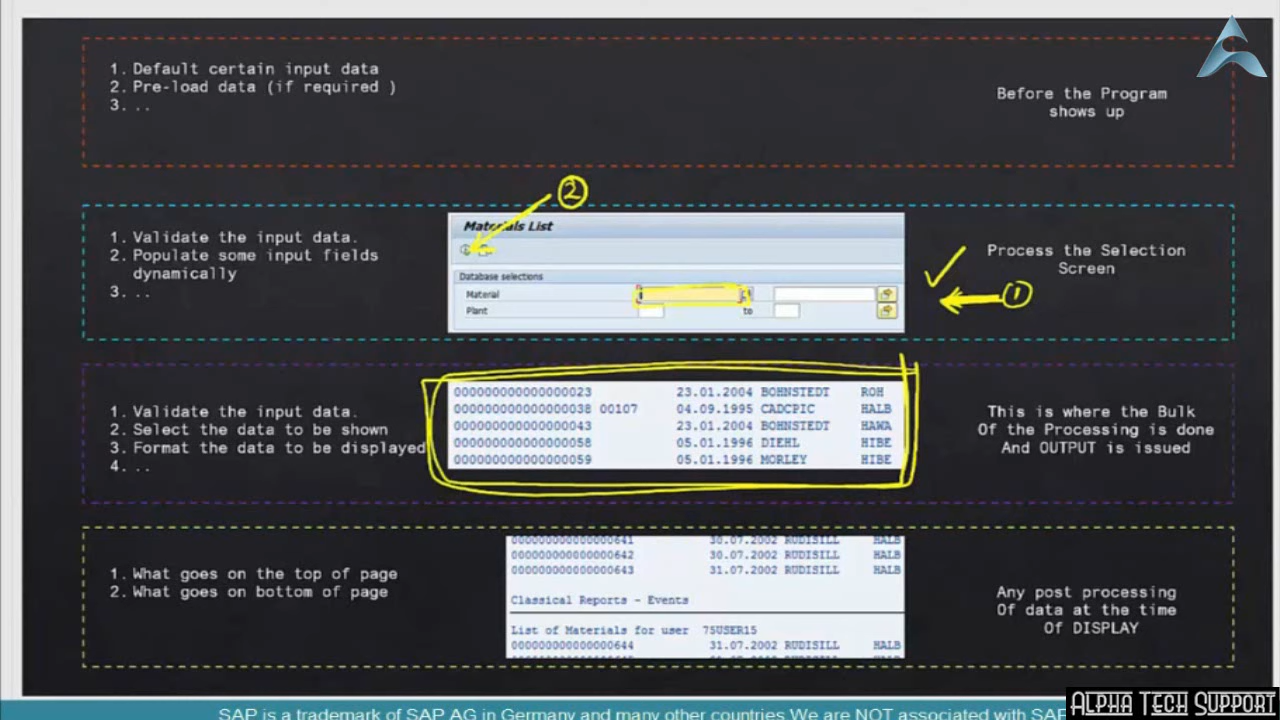 1. Default certain input data
2. Pre-load data (if required )
3. ..
Before the Program
shows up
2
1. Validate the input data.
2. Populate some input fields
dynamically
3. ..
Materials List
Database selections
Material
Plant
to
Process the Selection
Screen
1
1. Validate the input data.
2. Select the data to be shown
3. Format the data to be displayed
4. ..
000000000000000023 23.01.2004 BOHNSTEDT ROH
000000000000000038 00107 04.09.1995 CADCPIC HALB
000000000000000043 23.01.2004 BOHNSTEDT HAWA
000000000000000058 05.01.1996 DIEHL HIBE
000000000000000059 05.01.1996 MORLEY HIBE
This is where the Bulk
Of the Processing is done
And OUTPUT is issued
1. What goes on the top of page
2. What goes on bottom of page
000000000000000641 30.07.2002 RUDISILL HALB
000000000000000642 30.07.2002 RUDISILL HALB
000000000000000643 31.07.2002 RUDISILL HALB
Classical Reports - Events
List of Materials for user 75USER15
000000000000000644 31.07.2002 RUDISILL HALB
Any post processing
Of data at the time
Of DISPLAY
ALPHA TECH SUPPORT
SAP is a trademark of SAP AG in Germany and many other countries.We are NOT associated with SAP